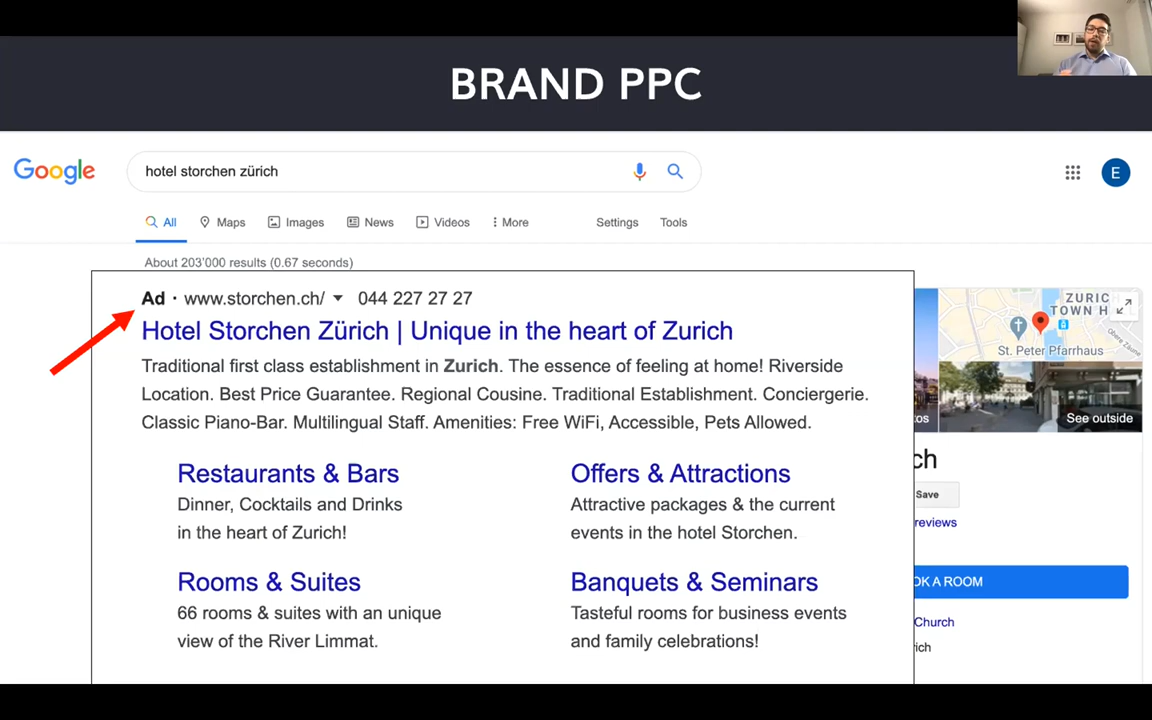 BRAND PPC
Google
hotel storchen zürich
E
All
Maps
Images
News
Videos
More
Settings
Tools
About 203'000 results (0.67 seconds)
Ad · www.storchen.ch/ 044 227 27 27
Hotel Storchen Zürich | Unique in the heart of Zurich
Traditional first class establishment in Zurich. The essence of feeling at home! Riverside
Location. Best Price Guarantee. Regional Cousine. Traditional Establishment. Conciergerie.
Classic Piano-Bar. Multilingual Staff. Amenities: Free WiFi, Accessible, Pets Allowed.
Restaurants & Bars
Dinner, Cocktails and Drinks
in the heart of Zurich!
Offers & Attractions
Attractive packages & the current
events in the hotel Storchen.
Rooms & Suites
66 rooms & suites with an unique
view of the River Limmat.
Banquets & Seminars
Tasteful rooms for business events
and family celebrations!
ZURIC
TOWN H
St. Peter Pfarrhaus
Obere Zäune
os
See outside
ch
Save
reviews
OK A ROOM
Church
ich